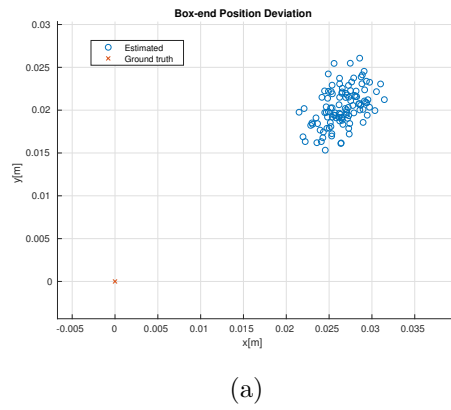 Box-end Position Deviation
0.03
Estimated
Ground truth
0.025
0.02
0.015
y[m]
0.01
0.005
0
-0.005 0 0.005 0.01 0.015 0.02 0.025 0.03 0.035
x[m]
(a)